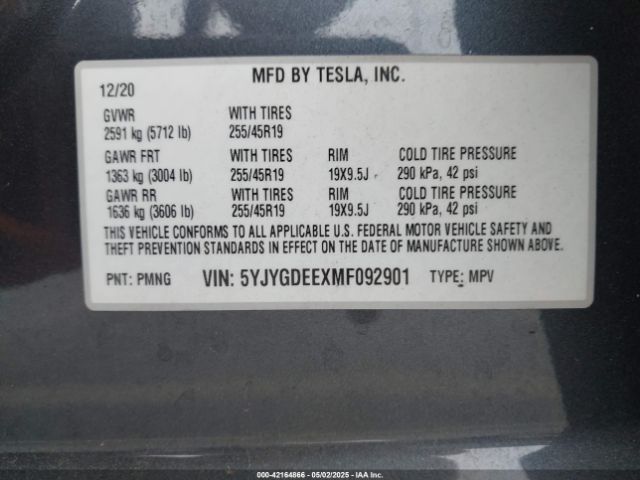 MFD BY TESLA, INC.
12/20
GVWR WITH TIRES
2591 kg (5712 lb) 255/45R19
GAWR FRT WITH TIRES RIM COLD TIRE PRESSURE
1363 kg (3004 lb) 255/45R19 19X9.5J 290 kPa, 42 psi
GAWR RR WITH TIRES RIM COLD TIRE PRESSURE
1636 kg (3606 lb) 255/45R19 19X9.5J 290 kPa, 42 psi
THIS VEHICLE CONFORMS TO ALL APPLICABLE U.S. FEDERAL MOTOR VEHICLE SAFETY AND
THEFT PREVENTION STANDARDS IN EFFECT ON THE DATE OF MANUFACTURE SHOWN ABOVE.
PNT: PMNG VIN: 5YJYGDEEXMF092901 TYPE: MPV
000-42164866 - 05/02/2025 - IAA Inc.